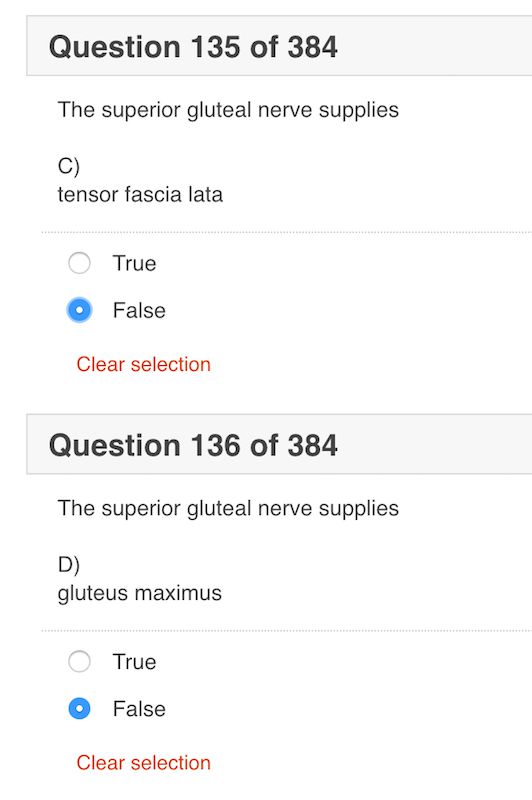 Question 135 of 384
The superior gluteal nerve supplies
C)
tensor fascia lata
True
False
Clear selection
Question 136 of 384
The superior gluteal nerve supplies
D)
gluteus maximus
True
False
Clear selection